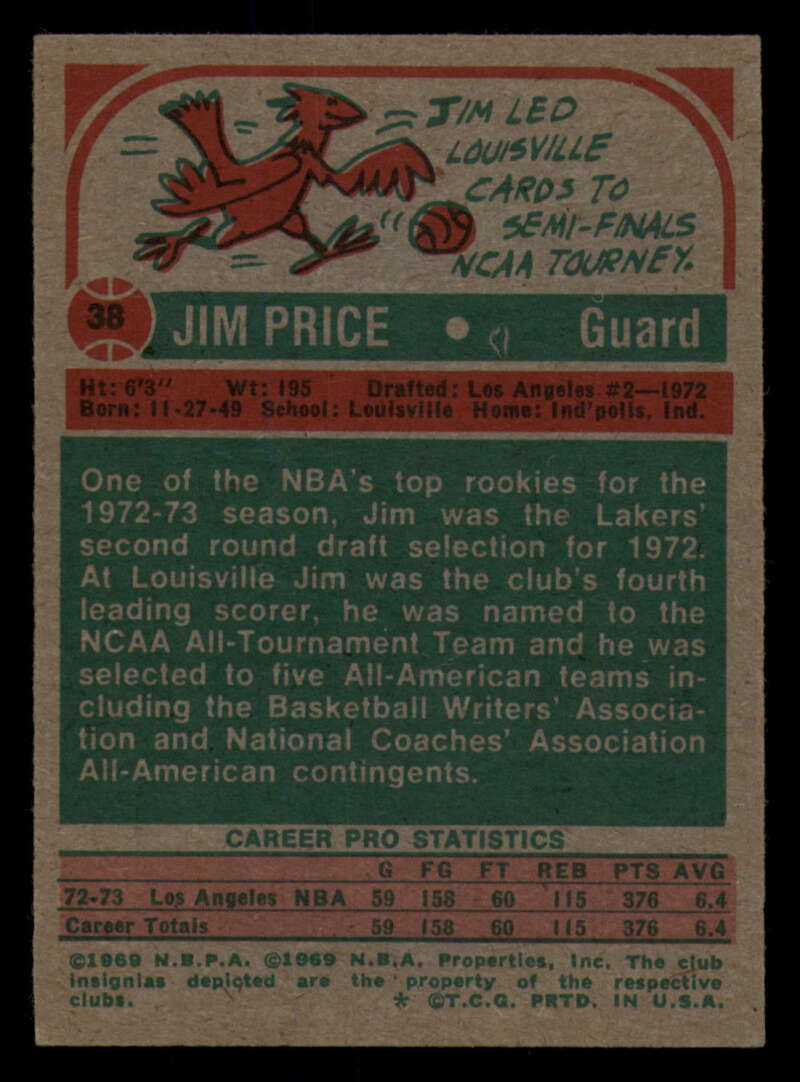 JIM LED
LOUISVILLE
CARDS TO
SEMI-FINALS
NCAA TOURNEY.
38 JIM PRICE Guard
Ht: 6'3" Wt: 195 Drafted: Los Angeles #2—1972
Born: 11-27-49 School: Louisville Home: Ind'polis, Ind.
One of the NBA's top rookies for the
1972-73 season, Jim was the Lakers'
second round draft selection for 1972.
At Louisville Jim was the club's fourth
leading scorer, he was named to the
NCAA All-Tournament Team and he was
selected to five All-American teams in-
cluding the Basketball Writers' Associa-
tion and National Coaches' Association
All-American contingents.
CAREER PRO STATISTICS
G FG FT REB PTS AVG
72-73 Los Angeles NBA 59 158 60 115 376 6.4
Career Totals 59 158 60 115 376 6.4
©1969 N.B.P.A. ©1969 N.B.A. Properties, Inc. The club
insignias depicted are the property of the respective
clubs. * ©T.C.G. PRTD. IN U.S.A.